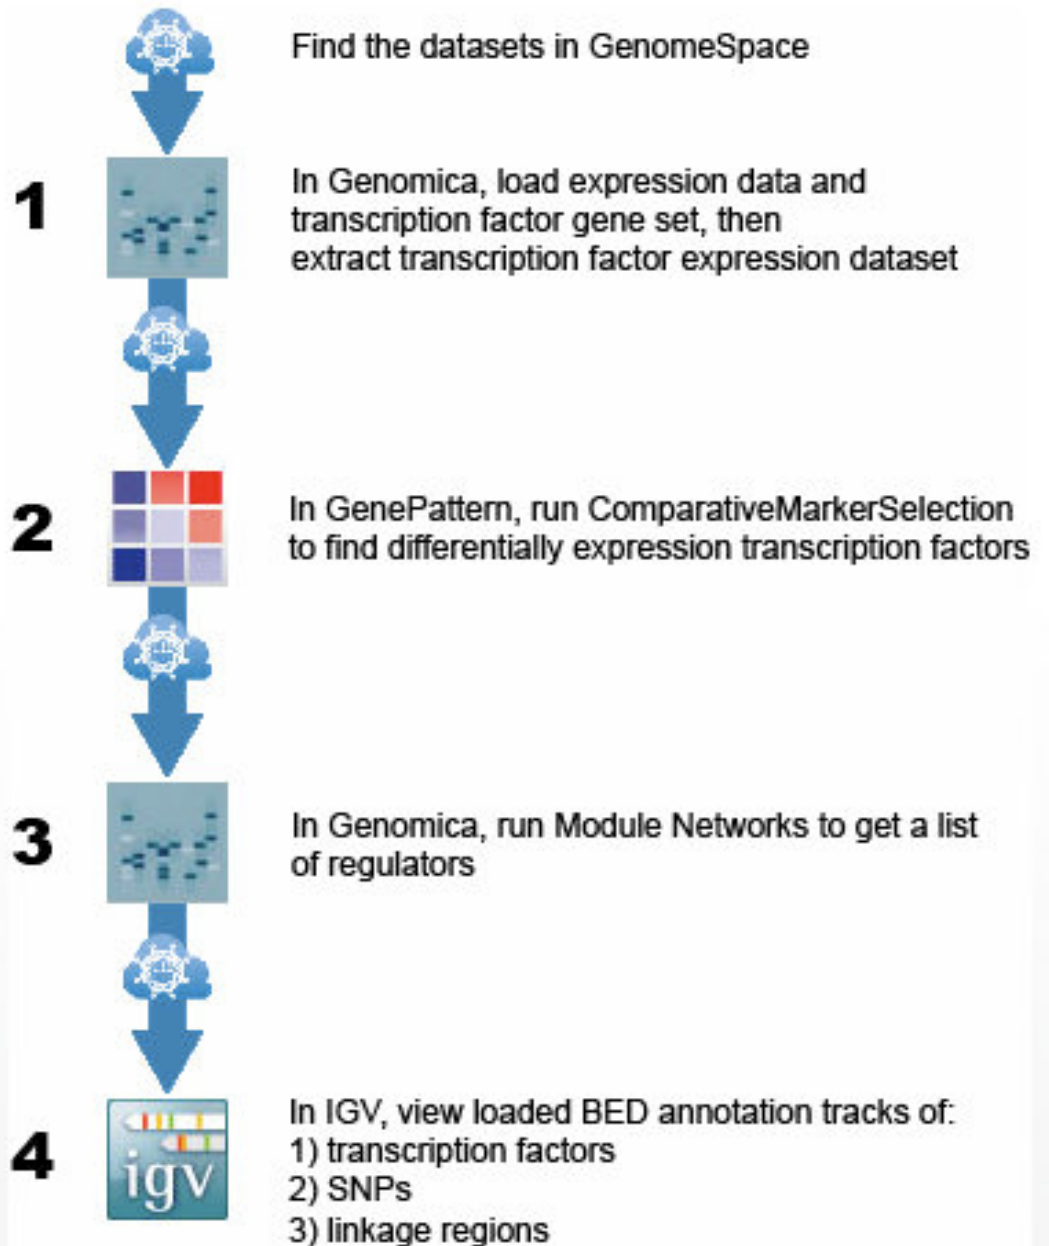 Find the datasets in GenomeSpace
1
In Genomica, load expression data and
transcription factor gene set, then
extract transcription factor expression dataset
2
In GenePattern, run ComparativeMarkerSelection
to find differentially expression transcription factors
3
In Genomica, run Module Networks to get a list
of regulators
4
igv
In IGV, view loaded BED annotation tracks of:
1) transcription factors
2) SNPs
3) linkage regions